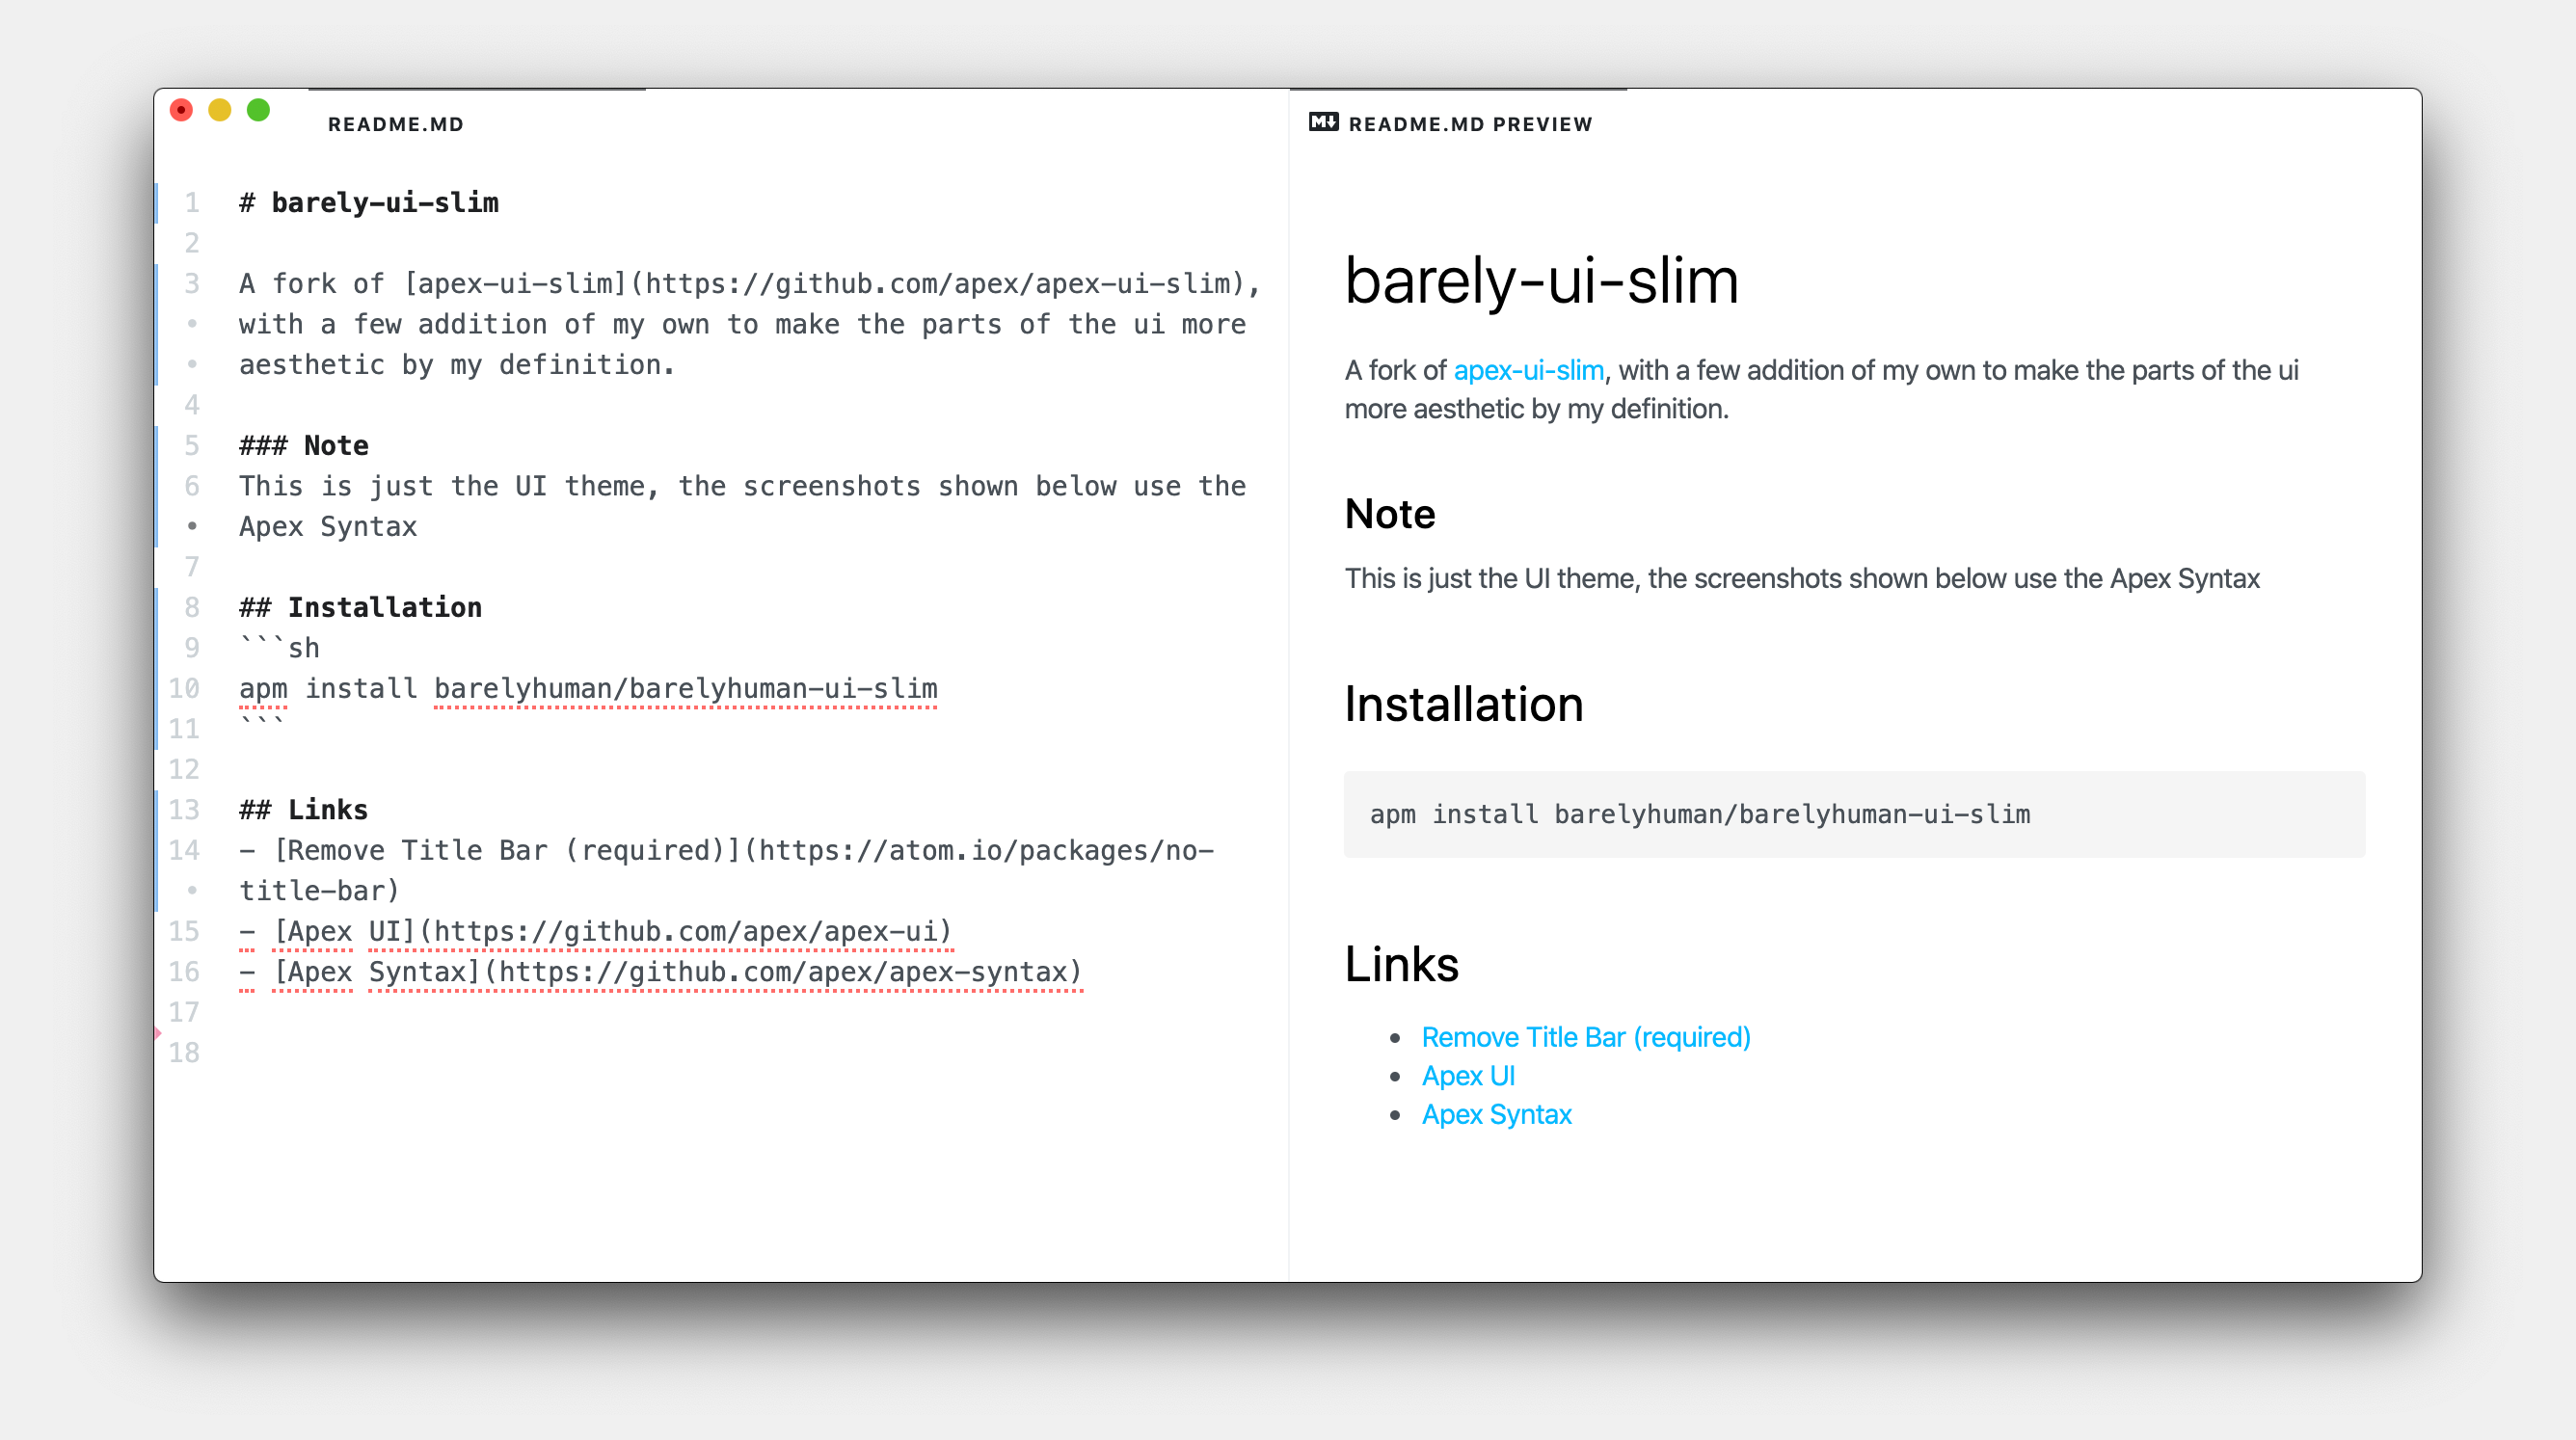 README.MD
1 # barely-ui-slim
2
3 A fork of [apex-ui-slim](https://github.com/apex/apex-ui-slim),
• with a few addition of my own to make the parts of the ui more
• aesthetic by my definition.
4
5 ### Note
6 This is just the UI theme, the screenshots shown below use the
• Apex Syntax
7
8 ## Installation
9 ```sh
10 apm install barelyhuman/barelyhuman-ui-slim
11 ```
12
13 ## Links
14 - [Remove Title Bar (required)](https://atom.io/packages/no-
• title-bar)
15 - [Apex UI](https://github.com/apex/apex-ui)
16 - [Apex Syntax](https://github.com/apex/apex-syntax)
17
18
M↓ README.MD PREVIEW
barely-ui-slim
A fork of apex-ui-slim, with a few addition of my own to make the parts of the ui
more aesthetic by my definition.
Note
This is just the UI theme, the screenshots shown below use the Apex Syntax
Installation
apm install barelyhuman/barelyhuman-ui-slim
Links
• Remove Title Bar (required)
• Apex UI
• Apex Syntax